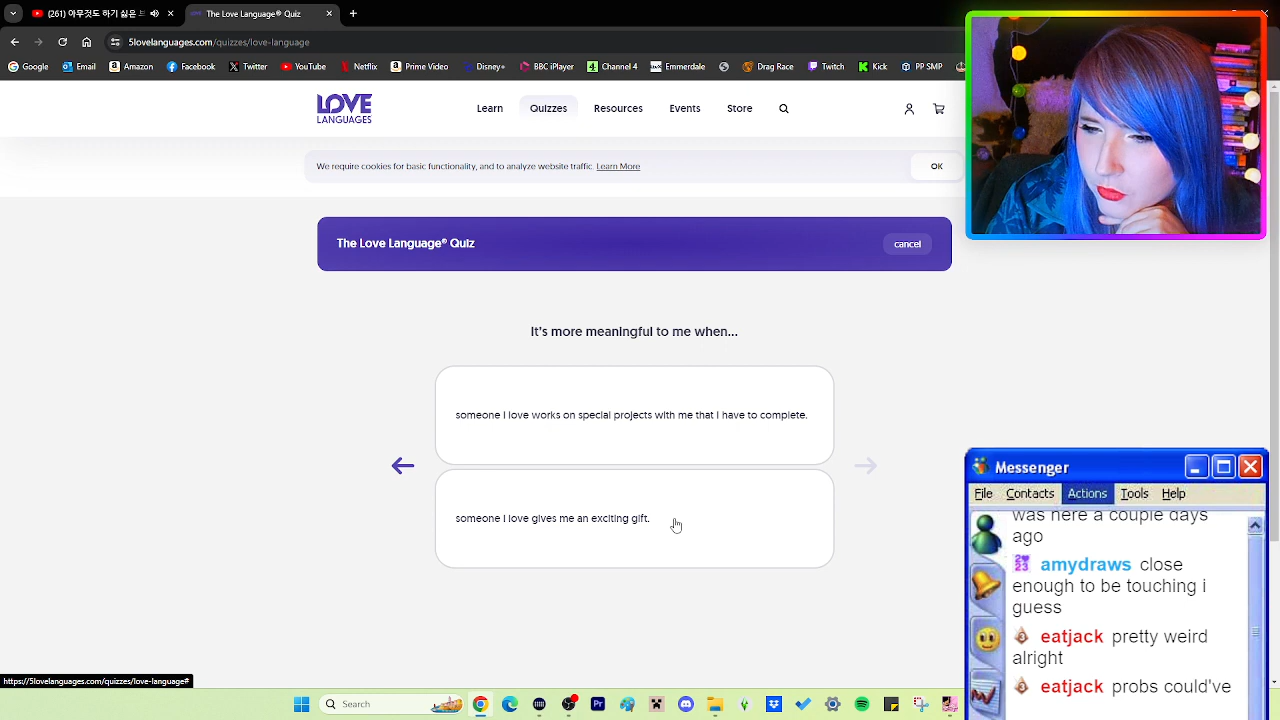 (261) 아무것도 하기 싫은
The Love Language® Quiz
5lovelanguages.com/quizzes/love-language
Google Email Amazon Facebook Twitter YouTube Netflix Prime Video Disney+ BBC iPlayer Channel 4 Emmerdale Drag Race Twitch Kick PP SMP
LOVE
LANGUAGES
Learn Quizzes Resources Events Store
We require cookies for basic functionality, and to analyze website traffic. Learn More
OK
The Love Language® Quiz
cancel
It's more meaningful to me when...
someone I love works on special projects with me that I have to complete.
someone I love gives me an exciting gift.
Messenger
File Contacts Actions Tools Help
was here a couple days
ago
amydraws close
enough to be touching i
guess
eatjack pretty weird
alright
eatjack probs could've
https://5lovelanguages.com/quizzes/love-language#
Search